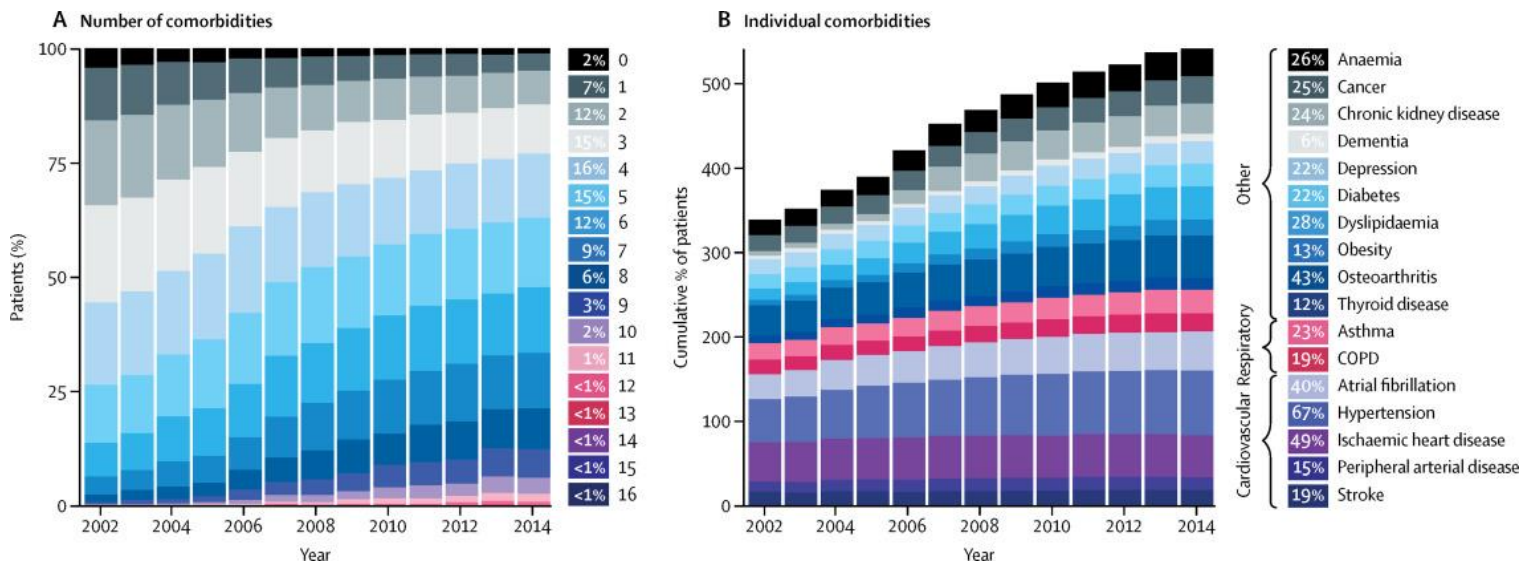 A Number of comorbidities
100
75
50
25
0
Patients (%)
2002 2004 2006 2008 2010 2012 2014
Year
2% 0
7% 1
12% 2
15% 3
16% 4
15% 5
12% 6
9% 7
6% 8
3% 9
2% 10
1% 11
<1% 12
<1% 13
<1% 14
<1% 15
<1% 16
B Individual comorbidities
500
400
300
200
100
0
Cumulative % of patients
2002 2004 2006 2008 2010 2012 2014
Year
Other
26% Anaemia
25% Cancer
24% Chronic kidney disease
6% Dementia
22% Depression
22% Diabetes
28% Dyslipidaemia
13% Obesity
43% Osteoarthritis
12% Thyroid disease
Respiratory
23% Asthma
19% COPD
Cardiovascular
40% Atrial fibrillation
67% Hypertension
49% Ischaemic heart disease
15% Peripheral arterial disease
19% Stroke